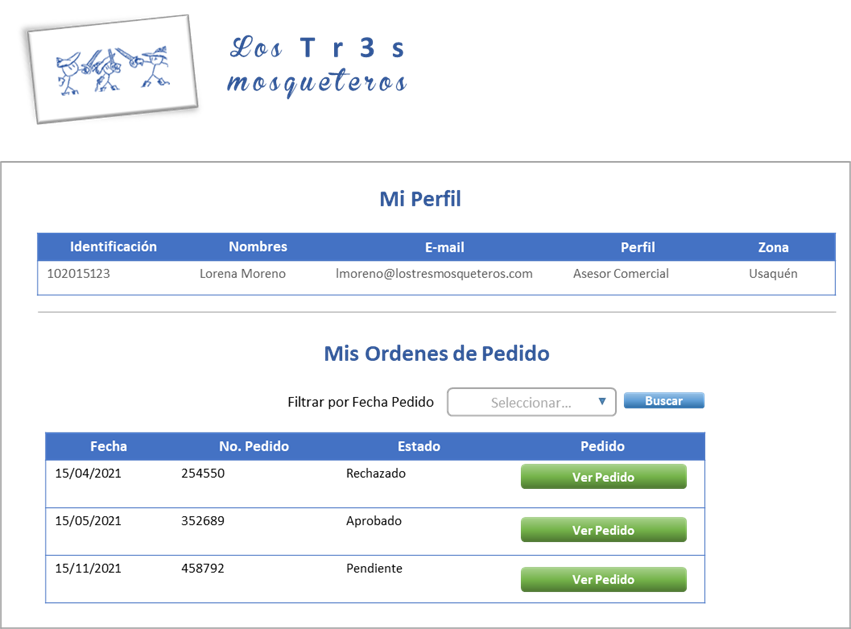 Los Tr3s
mosqueteros
Mi Perfil
Identificación Nombres E-mail Perfil Zona
102015123 Lorena Moreno lmoreno@lostresmosqueteros.com Asesor Comercial Usaquén
Mis Ordenes de Pedido
Filtrar por Fecha Pedido Seleccionar... Buscar
Fecha No. Pedido Estado Pedido
15/04/2021 254550 Rechazado Ver Pedido
15/05/2021 352689 Aprobado Ver Pedido
15/11/2021 458792 Pendiente Ver Pedido